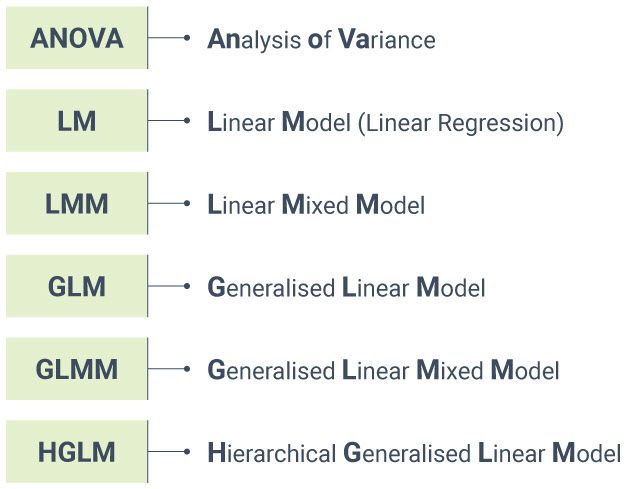 ANOVA Analysis of Variance
LM Linear Model (Linear Regression)
LMM Linear Mixed Model
GLM Generalised Linear Model
GLMM Generalised Linear Mixed Model
HGLM Hierarchical Generalised Linear Model